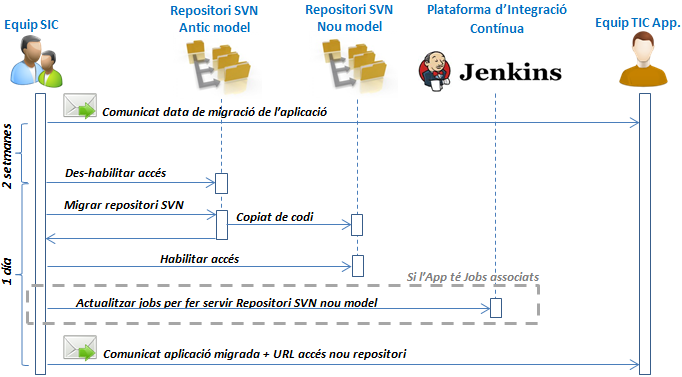 Equip SIC
Repositori SVN
Antic model
Repositori SVN
Nou model
Plataforma d'Integració
Contínua
Equip TIC App.
Jenkins
Comunicat data de migració de l'aplicació
2 setmanes
Des-habilitar accés
Migrar repositori SVN
Copiat de codi
Habilitar accés
1 día
Si l'App té Jobs associats
Actualitzar jobs per fer servir Repositori SVN nou model
Comunicat aplicació migrada + URL accés nou repositori